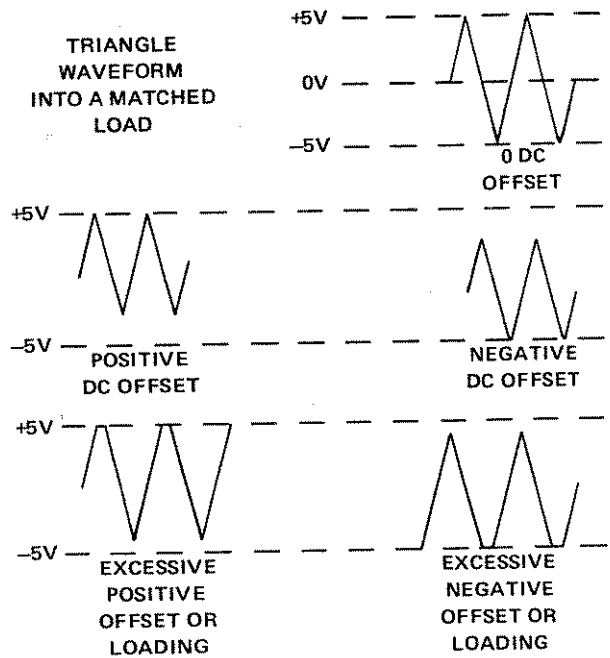 TRIANGLE
WAVEFORM
INTO A MATCHED
LOAD
+5V
0V
–5V
0 DC
OFFSET
+5V
–5V
POSITIVE
DC OFFSET
NEGATIVE
DC OFFSET
+5V
–5V
EXCESSIVE
POSITIVE
OFFSET OR
LOADING
EXCESSIVE
NEGATIVE
OFFSET OR
LOADING